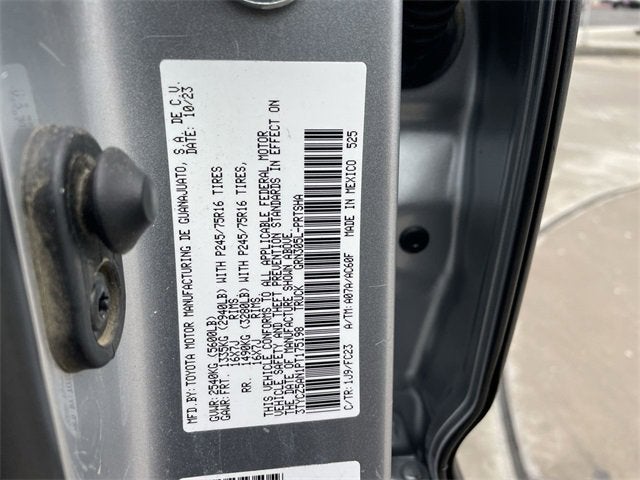 MFD.BY:TOYOTA MOTOR MANUFACTURING DE GUANAJUATO, S.A. DE C.V.
DATE: 10/23
GVWR:2540KG(5600LB)
GAWR:FRT. 1335KG (2940LB) WITH P245/75R16 TIRES
16X7J RIMS,
RR. 1490KG (3280LB) WITH P245/75R16 TIRES,
16X7J RIMS.
THIS VEHICLE CONFORMS TO ALL APPLICABLE FEDERAL MOTOR
VEHICLE SAFETY AND THEFT PREVENTION STANDARDS IN EFFECT ON
THE DATE OF MANUFACTURE SHOWN ABOVE.
3TYCZ5AN1PT175198 TRUCK GRN305L-PRTSMA
C/TR:1J9/FC23 A/TM:A07A/AC60F MADE IN MEXICO 525